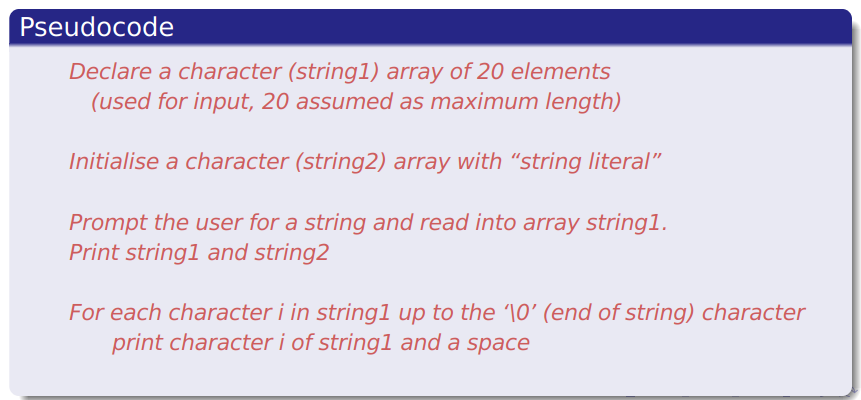 Pseudocode
Declare a character (string1) array of 20 elements
(used for input, 20 assumed as maximum length)
Initialise a character (string2) array with “string literal”
Prompt the user for a string and read into array string1.
Print string1 and string2
For each character i in string1 up to the ‘\0’ (end of string) character
print character i of string1 and a space